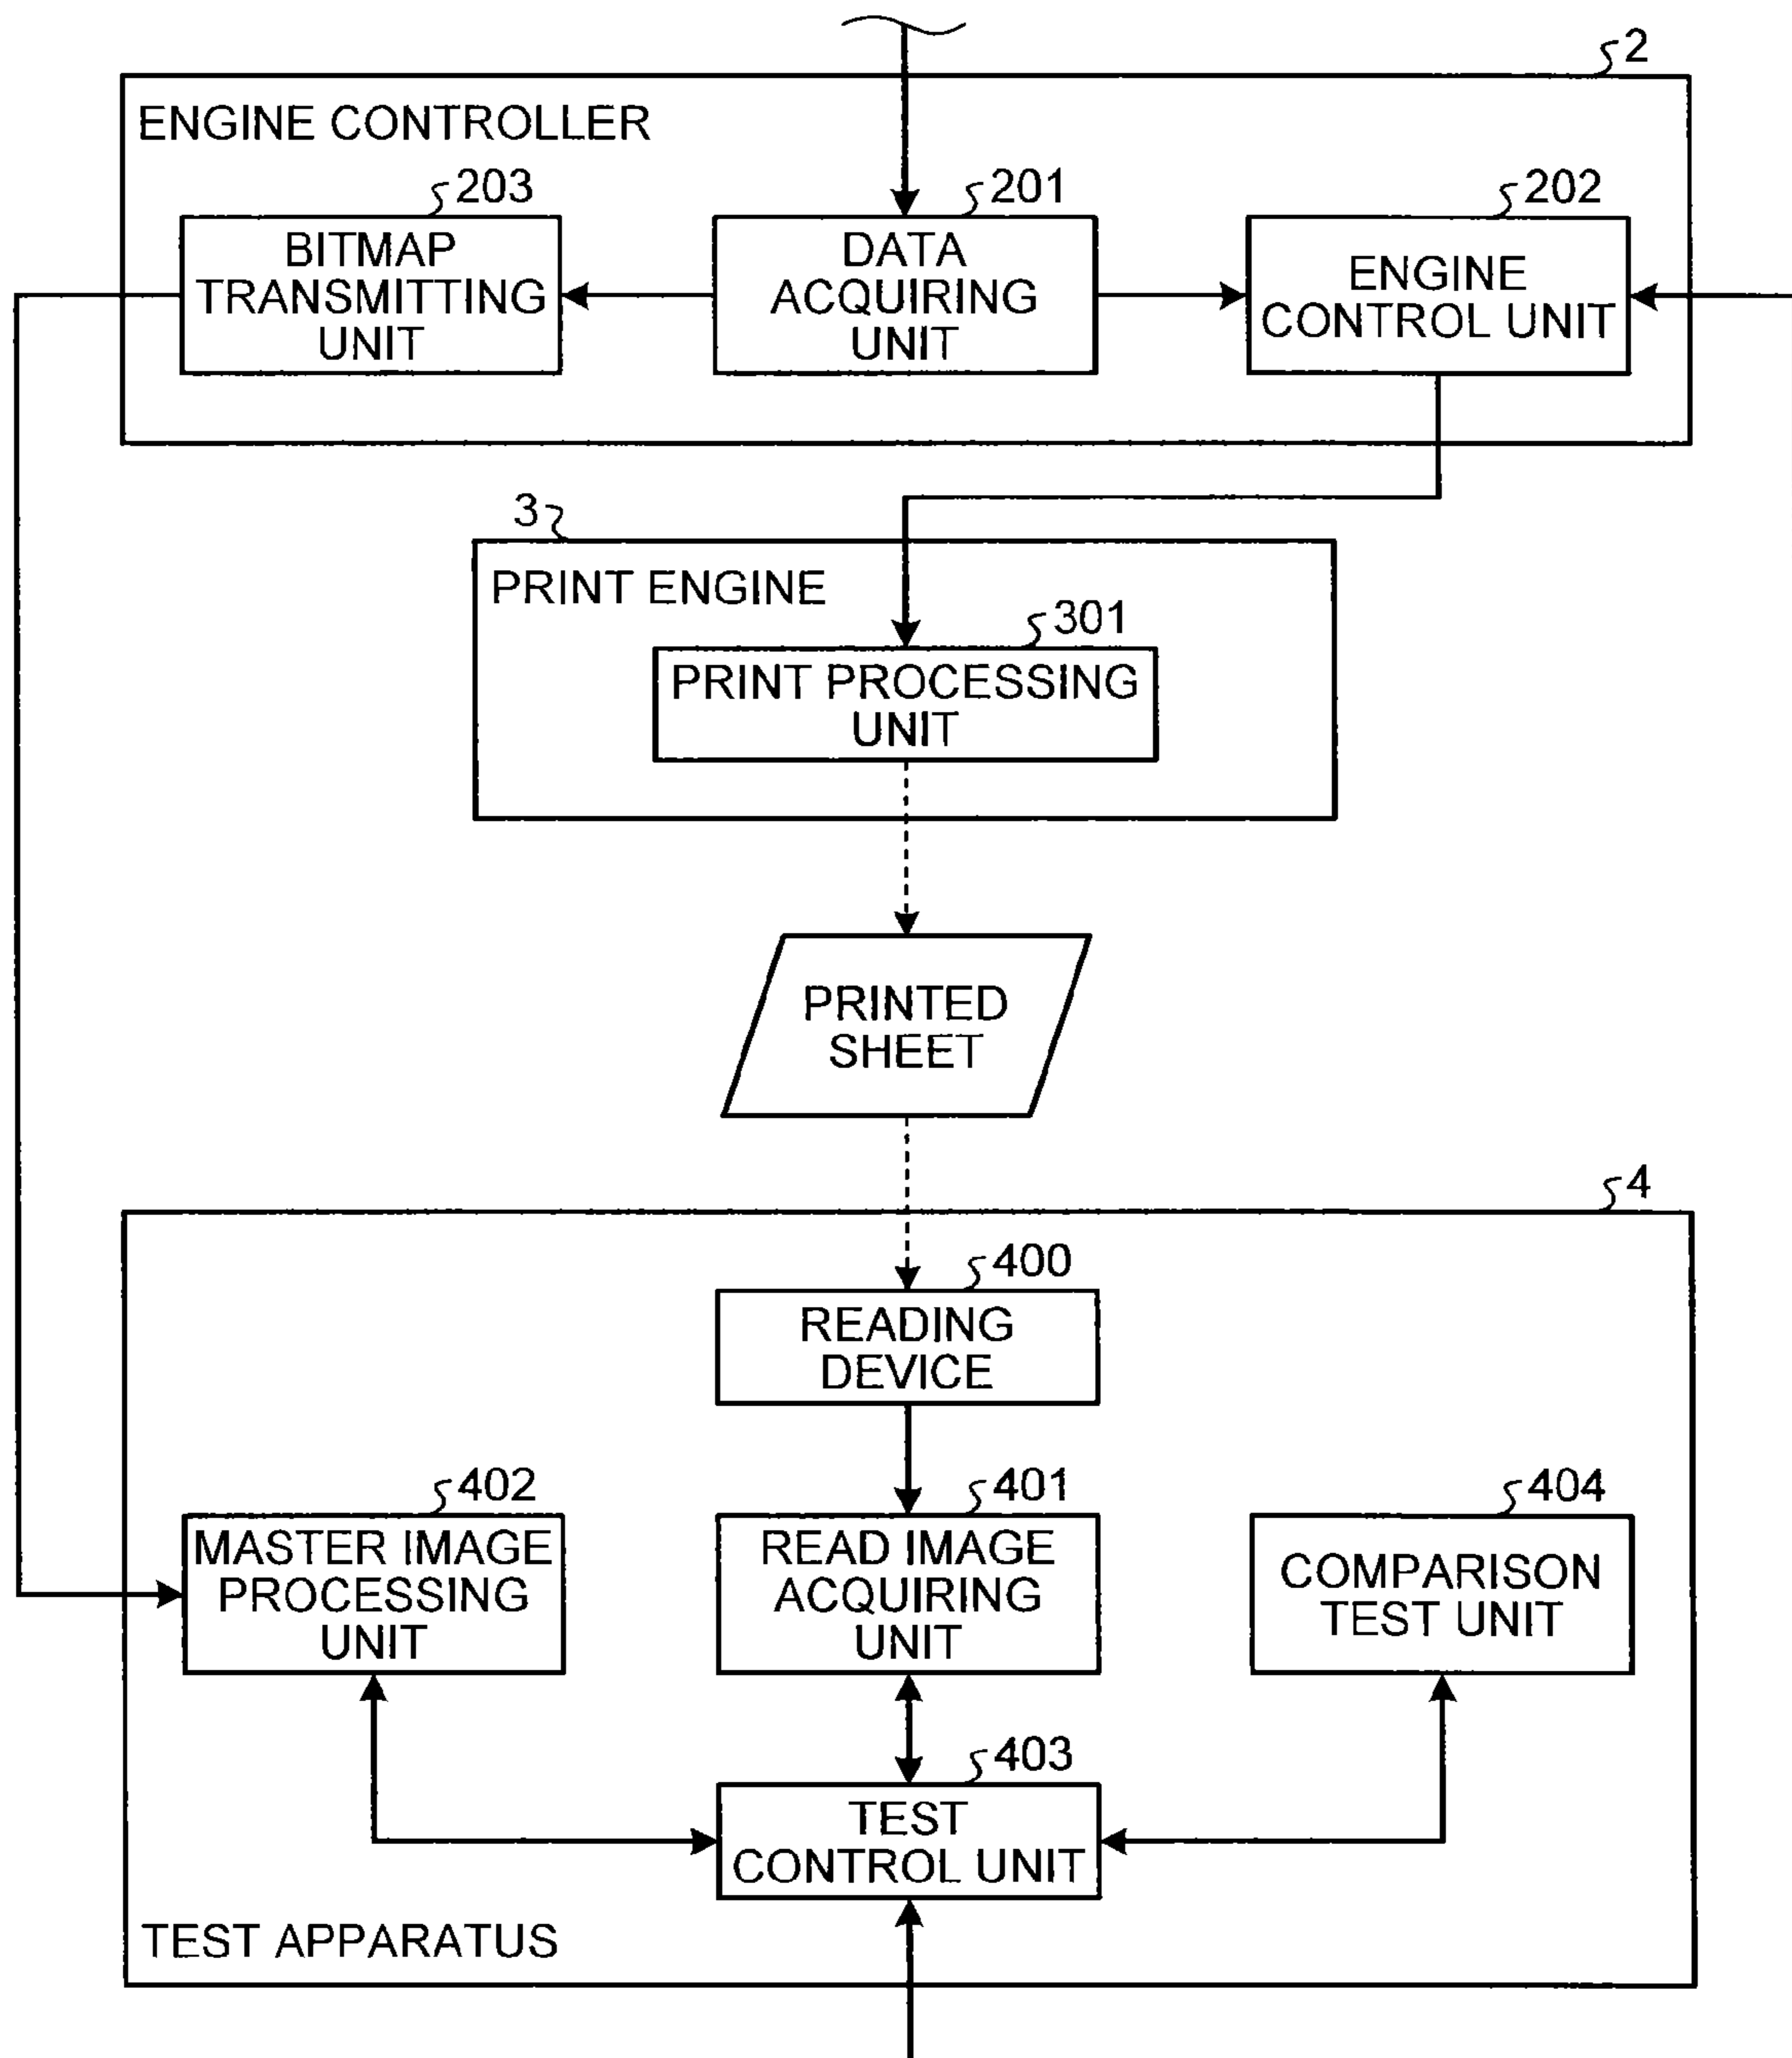 2
ENGINE CONTROLLER
203
BITMAP
TRANSMITTING
UNIT
201
DATA
ACQUIRING
UNIT
202
ENGINE
CONTROL UNIT
3
PRINT ENGINE
301
PRINT PROCESSING
UNIT
PRINTED
SHEET
4
400
READING
DEVICE
402
MASTER IMAGE
PROCESSING
UNIT
401
READ IMAGE
ACQUIRING
UNIT
404
COMPARISON
TEST UNIT
403
TEST
CONTROL UNIT
TEST APPARATUS